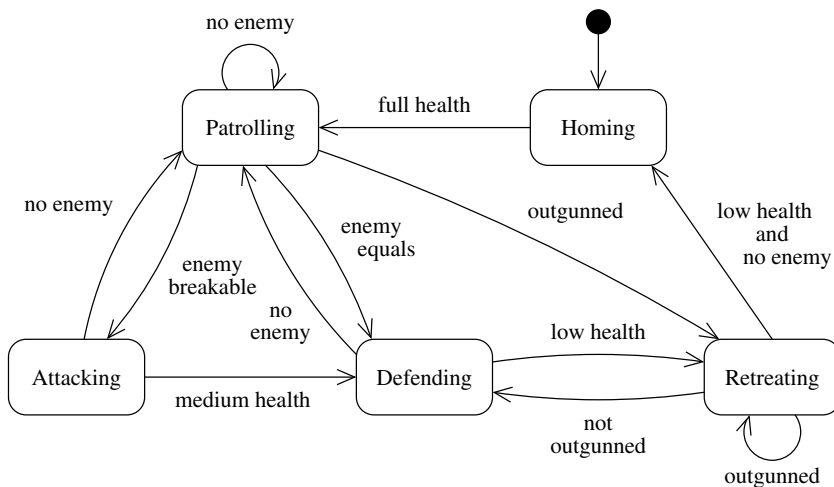 no enemy
Patrolling
full health
Homing
no enemy
enemy
breakable
no
enemy
enemy
equals
outgunned
low health
and
no enemy
Attacking
medium health
Defending
low health
not
outgunned
Retreating
outgunned